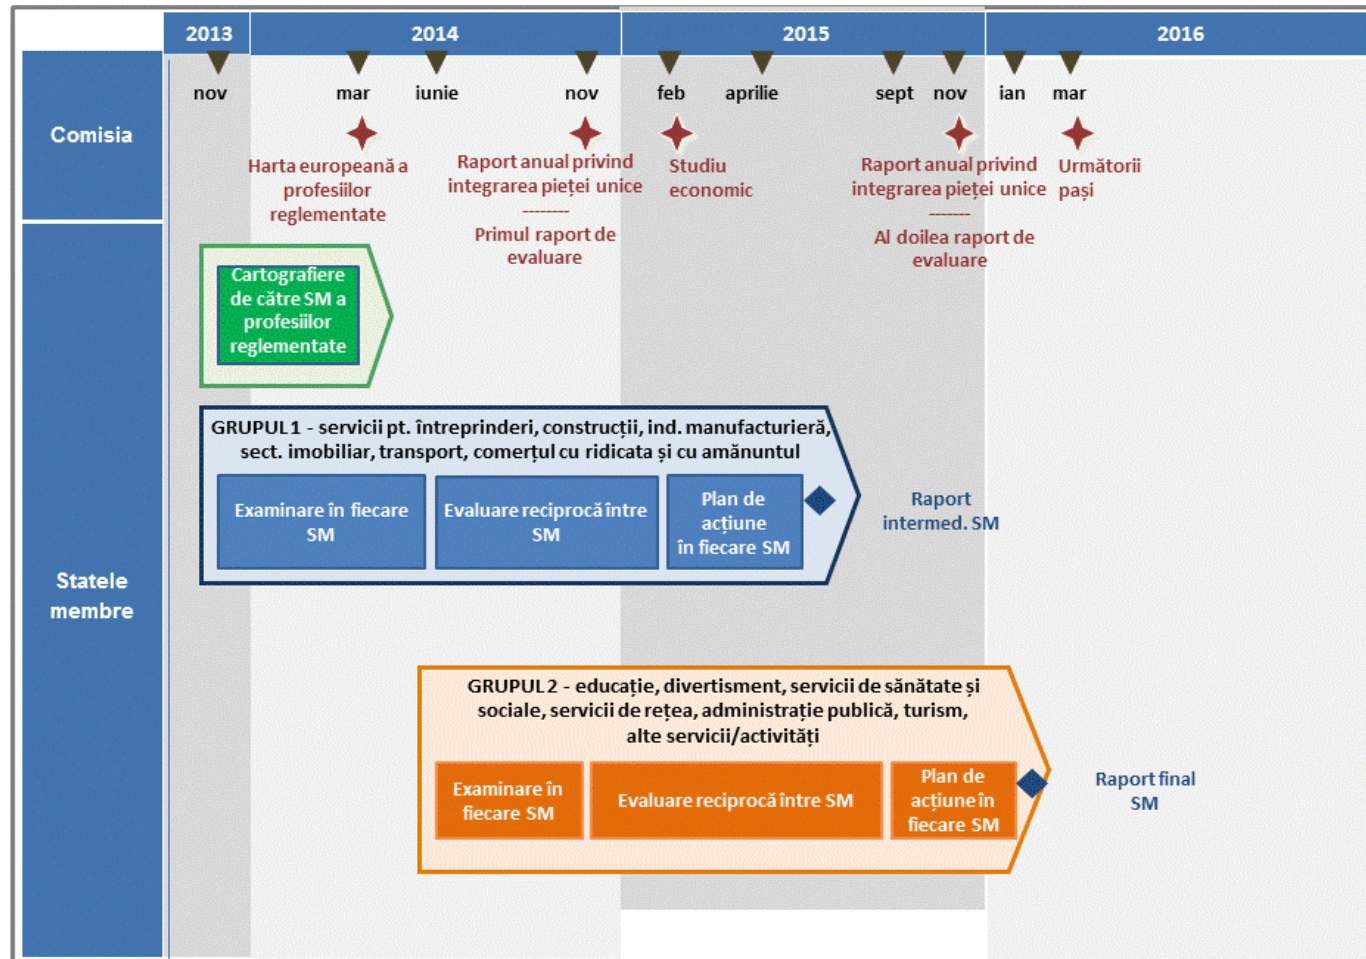 2013
2014
2015
2016
nov
mar
iunie
nov
feb
aprilie
sept
nov
ian
mar
Comisia
Harta europeană a
profesiilor
reglementate
Raport anual privind
integrarea pieței unice
--------
Primul raport de
evaluare
Studiu
economic
Raport anual privind
integrarea pieței unice
-------
Al doilea raport de
evaluare
Următorii
pași
Statele
membre
Cartografiere
de către SM a
profesiilor
reglementate
GRUPUL 1 - servicii pt. întreprinderi, construcții, ind. manufacturieră,
sect. imobiliar, transport, comerțul cu ridicata și cu amănuntul
Examinare în fiecare
SM
Evaluare reciprocă între
SM
Plan de
acțiune
în fiecare SM
Raport
intermed. SM
GRUPUL 2 - educație, divertisment, servicii de sănătate și
sociale, servicii de rețea, administrație publică, turism,
alte servicii/activități
Examinare în
fiecare SM
Evaluare reciprocă între SM
Plan de
acțiune în
fiecare SM
Raport final
SM